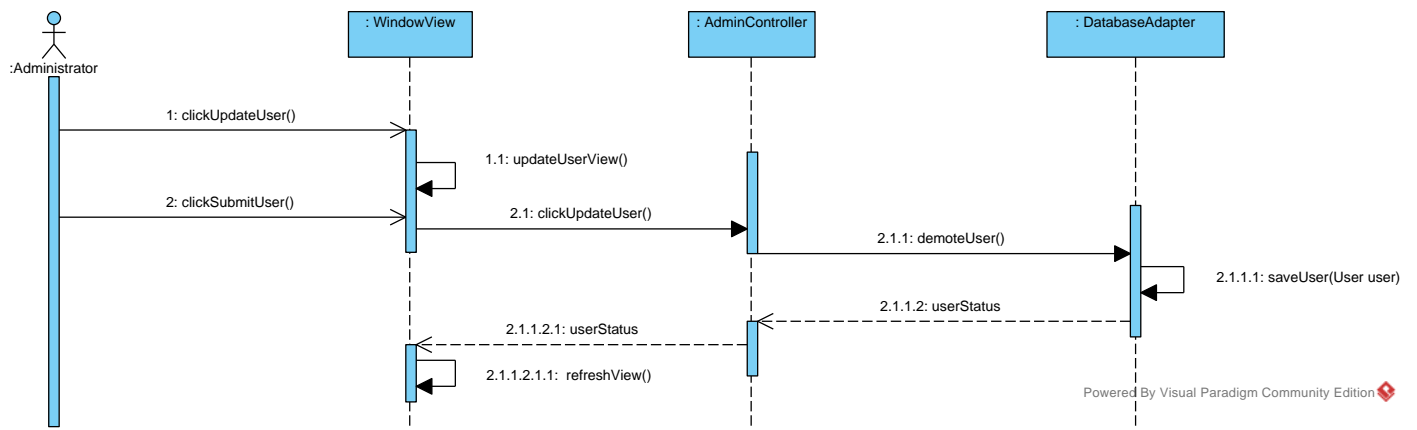 : WindowView
: AdminController
: DatabaseAdapter
:Administrator
1: clickUpdateUser()
1.1: updateUserView()
2: clickSubmitUser()
2.1: clickUpdateUser()
2.1.1: demoteUser()
2.1.1.1: saveUser(User user)
2.1.1.2: userStatus
2.1.1.2.1: userStatus
2.1.1.2.1.1: refreshView()
Powered By Visual Paradigm Community Edition